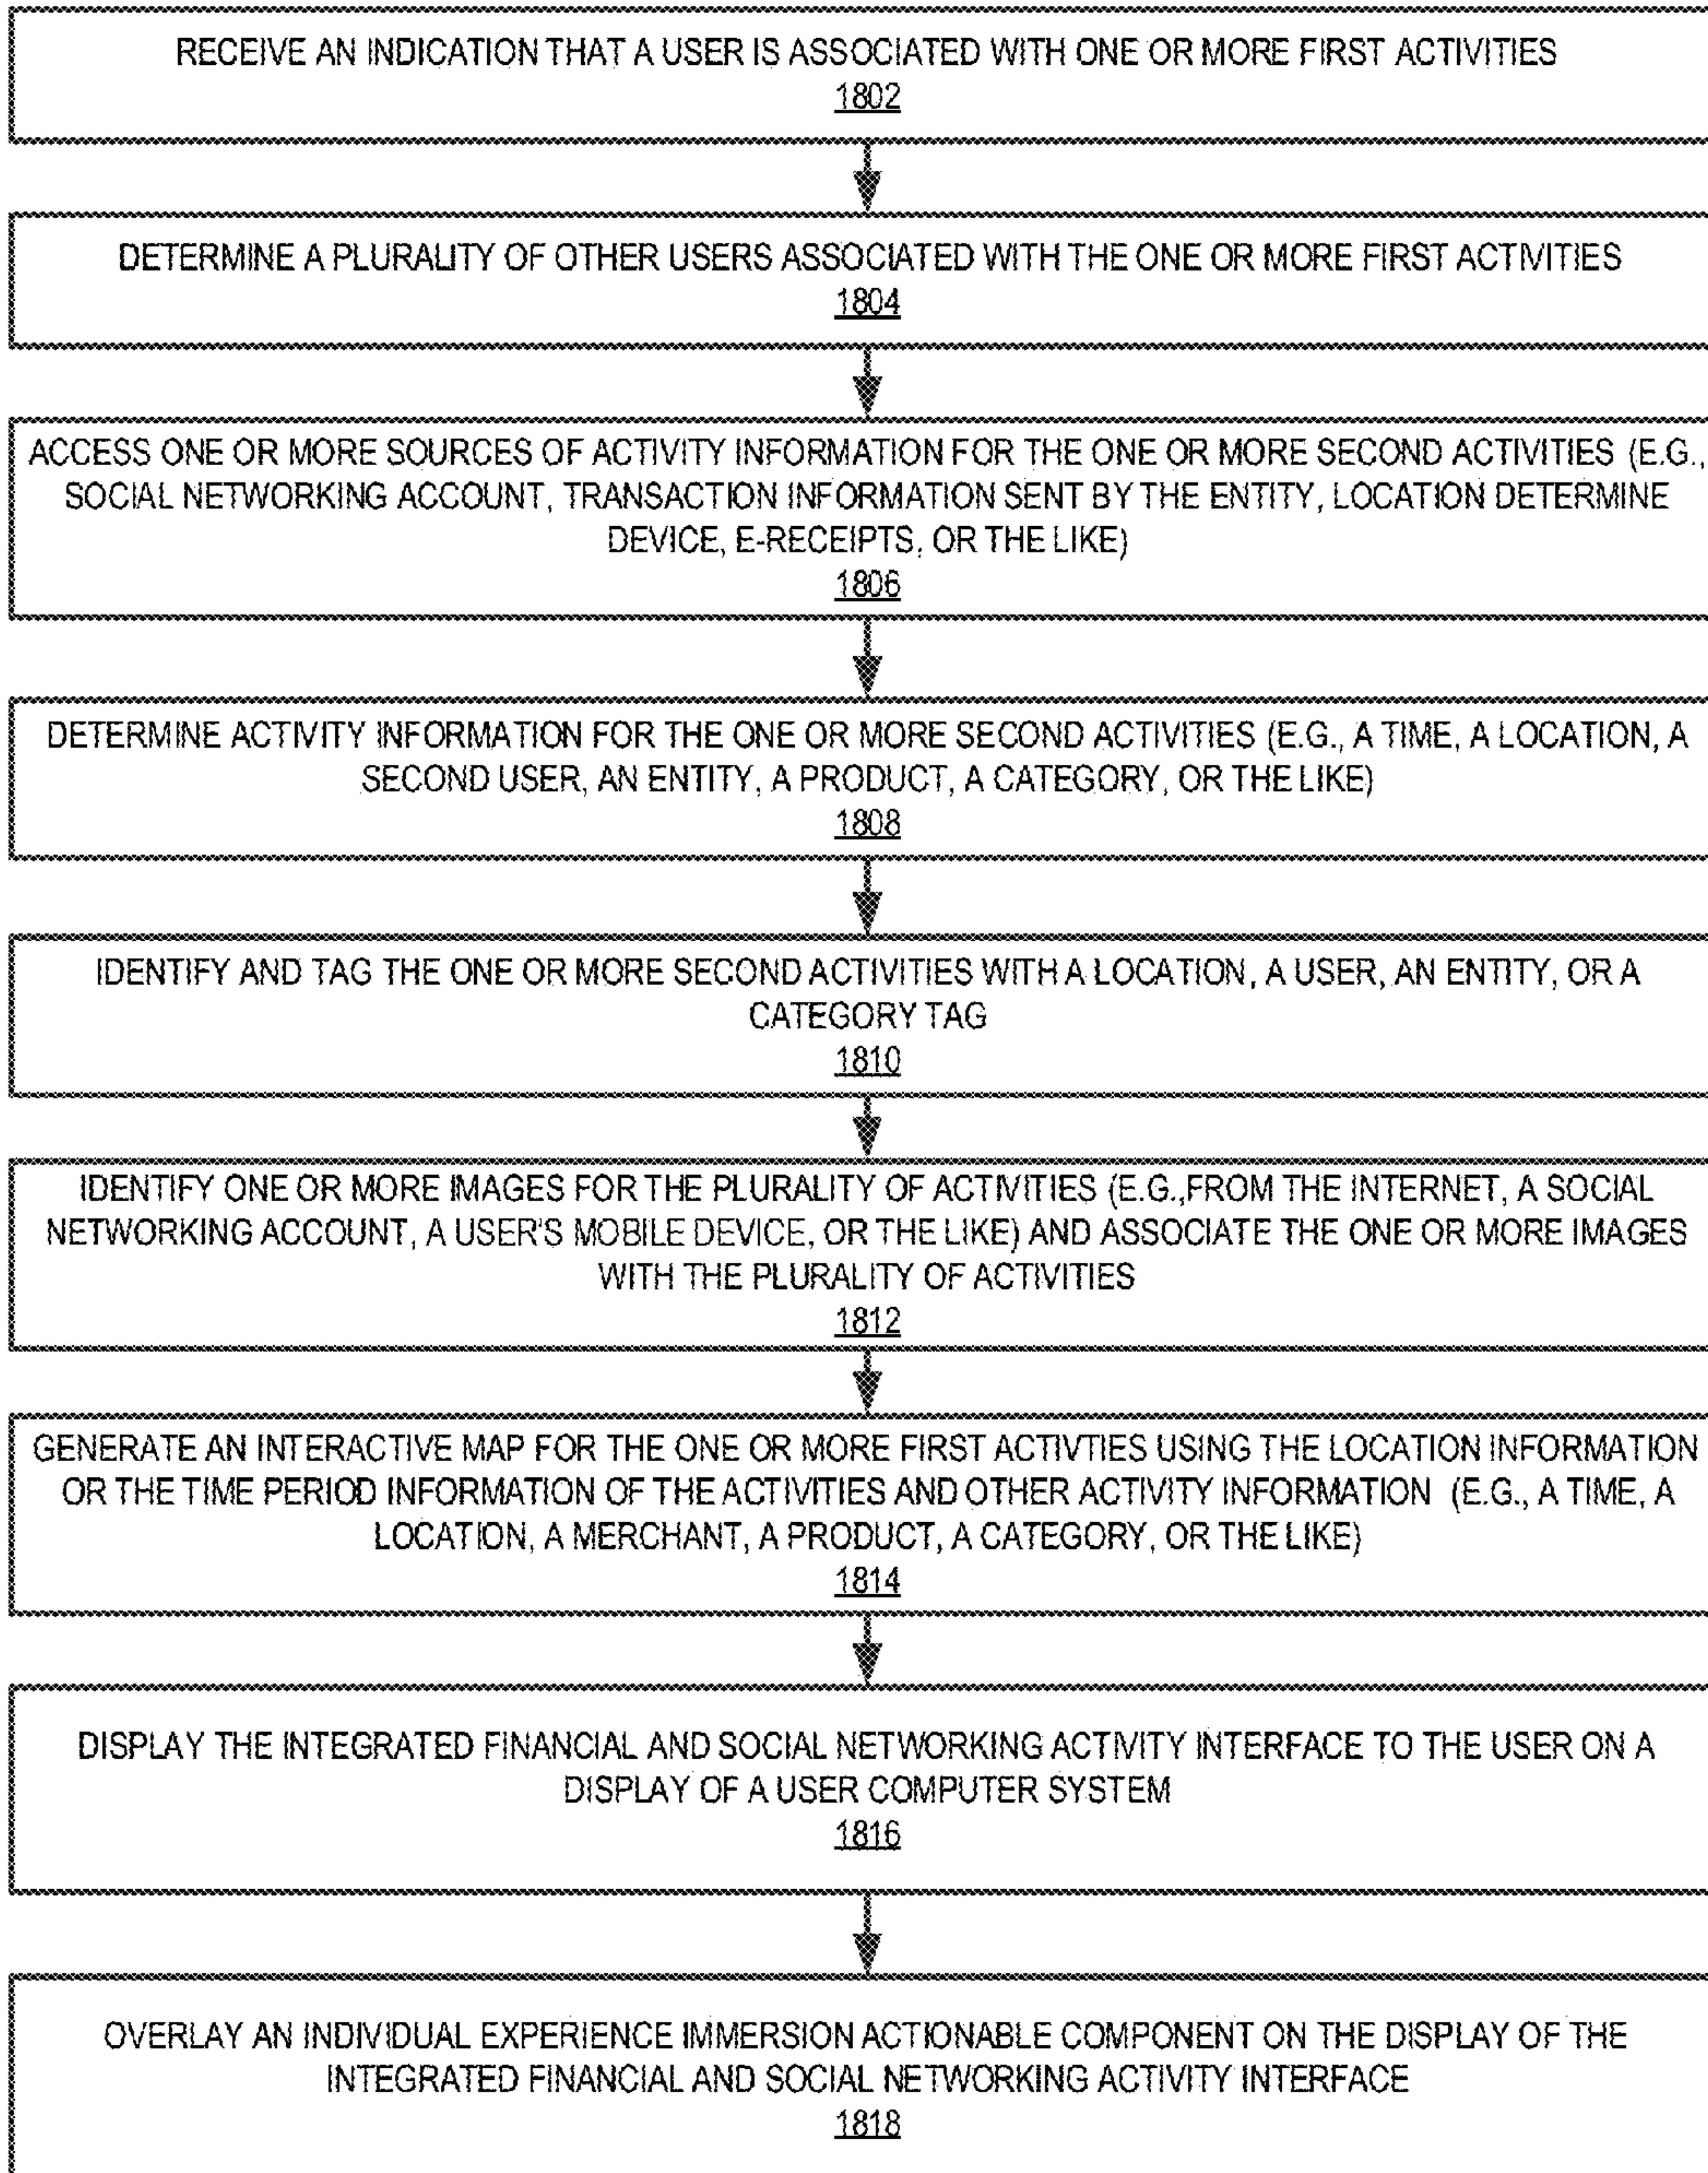 RECEIVE AN INDICATION THAT A USER IS ASSOCIATED WITH ONE OR MORE FIRST ACTIVITIES
1802
DETERMINE A PLURALITY OF OTHER USERS ASSOCIATED WITH THE ONE OR MORE FIRST ACTIVITIES
1804
ACCESS ONE OR MORE SOURCES OF ACTIVITY INFORMATION FOR THE ONE OR MORE SECOND ACTIVITIES (E.G.,
SOCIAL NETWORKING ACCOUNT, TRANSACTION INFORMATION SENT BY THE ENTITY, LOCATION DETERMINE
DEVICE, E-RECEIPTS, OR THE LIKE)
1806
DETERMINE ACTIVITY INFORMATION FOR THE ONE OR MORE SECOND ACTIVITIES (E.G., A TIME, A LOCATION, A
SECOND USER, AN ENTITY, A PRODUCT, A CATEGORY, OR THE LIKE)
1808
IDENTIFY AND TAG THE ONE OR MORE SECOND ACTIVITIES WITH A LOCATION, A USER, AN ENTITY, OR A
CATEGORY TAG
1810
IDENTIFY ONE OR MORE IMAGES FOR THE PLURALITY OF ACTIVITIES (E.G.,FROM THE INTERNET, A SOCIAL
NETWORKING ACCOUNT, A USER'S MOBILE DEVICE, OR THE LIKE) AND ASSOCIATE THE ONE OR MORE IMAGES
WITH THE PLURALITY OF ACTIVITIES
1812
GENERATE AN INTERACTIVE MAP FOR THE ONE OR MORE FIRST ACTIVTIES USING THE LOCATION INFORMATION
OR THE TIME PERIOD INFORMATION OF THE ACTIVITIES AND OTHER ACTIVITY INFORMATION (E.G., A TIME, A
LOCATION, A MERCHANT, A PRODUCT, A CATEGORY, OR THE LIKE)
1814
DISPLAY THE INTEGRATED FINANCIAL AND SOCIAL NETWORKING ACTIVITY INTERFACE TO THE USER ON A
DISPLAY OF A USER COMPUTER SYSTEM
1816
OVERLAY AN INDIVIDUAL EXPERIENCE IMMERSION ACTIONABLE COMPONENT ON THE DISPLAY OF THE
INTEGRATED FINANCIAL AND SOCIAL NETWORKING ACTIVITY INTERFACE
1818